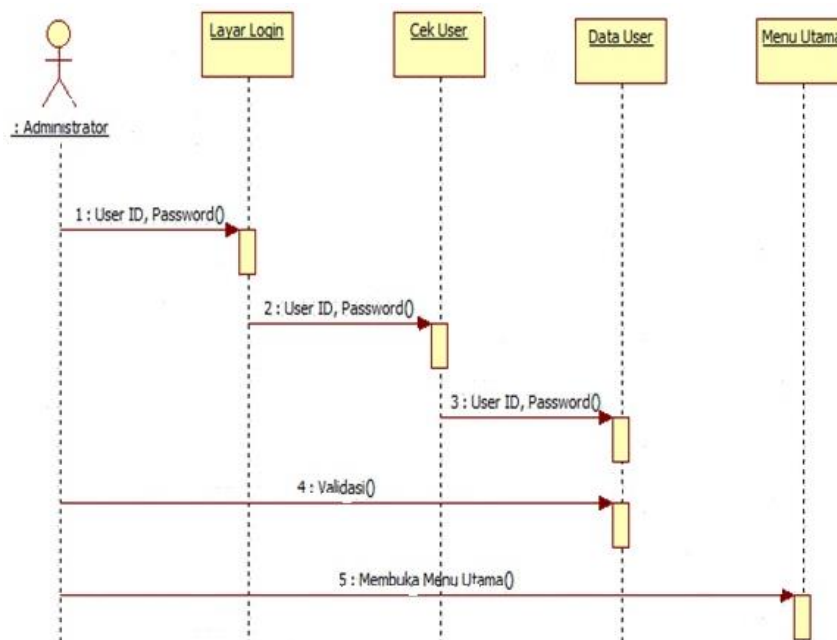 Layar Login
Cek User
Data User
Menu Utama
: Administrator
1 : User ID, Password()
2 : User ID, Password()
3 : User ID, Password()
4 : Validasi()
5 : Membuka Menu Utama()